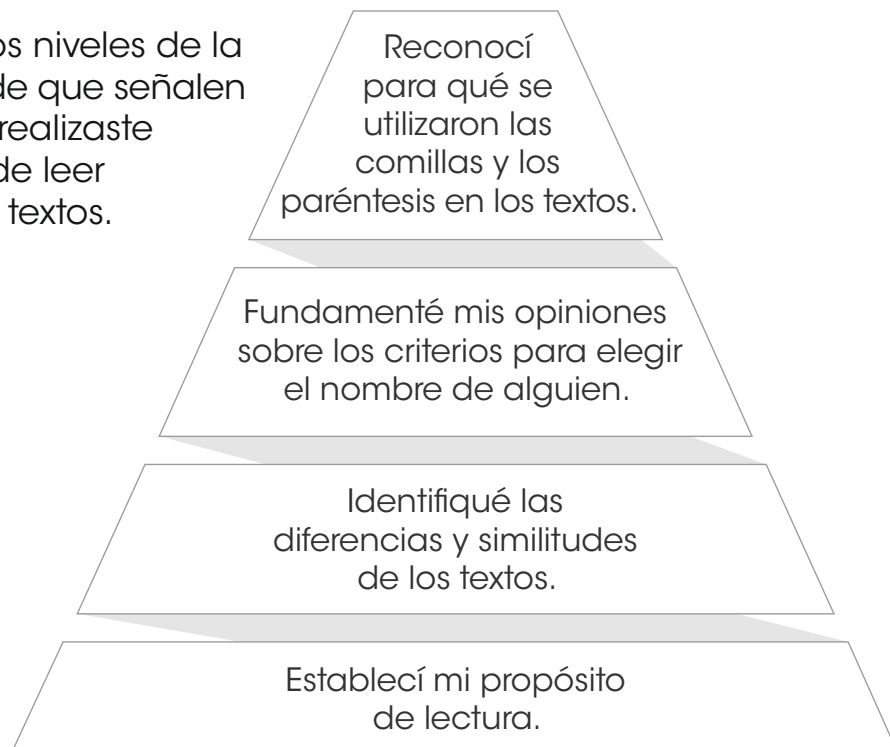 os niveles de la
de que señalen
realizaste
de leer
textos.
Reconocí
para qué se
utilizaron las
comillas y los
paréntesis en los textos.
Fundamenté mis opiniones
sobre los criterios para elegir
el nombre de alguien.
Identifiqué las
diferencias y similitudes
de los textos.
Establecí mi propósito
de lectura.